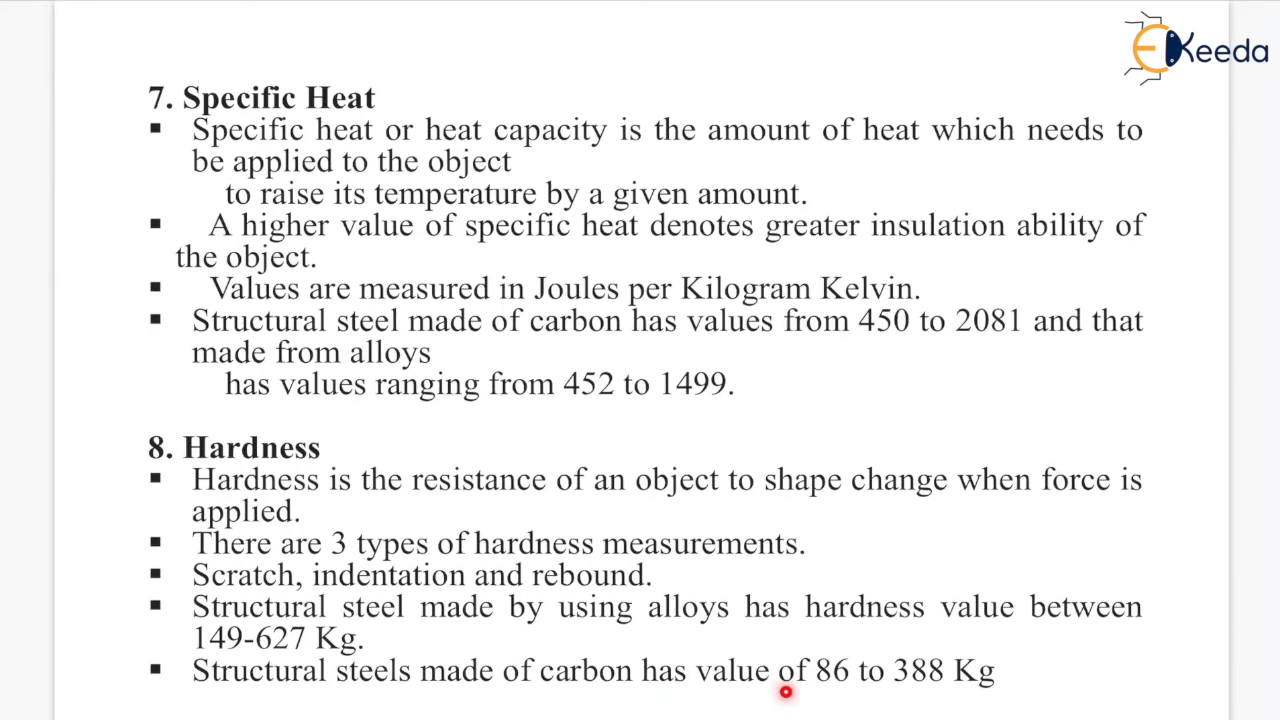 EKeeda
7. Specific Heat
▪ Specific heat or heat capacity is the amount of heat which needs to
be applied to the object
to raise its temperature by a given amount.
▪ A higher value of specific heat denotes greater insulation ability of
the object.
▪ Values are measured in Joules per Kilogram Kelvin.
▪ Structural steel made of carbon has values from 450 to 2081 and that
made from alloys
has values ranging from 452 to 1499.
8. Hardness
▪ Hardness is the resistance of an object to shape change when force is
applied.
▪ There are 3 types of hardness measurements.
▪ Scratch, indentation and rebound.
▪ Structural steel made by using alloys has hardness value between
149-627 Kg.
▪ Structural steels made of carbon has value of 86 to 388 Kg